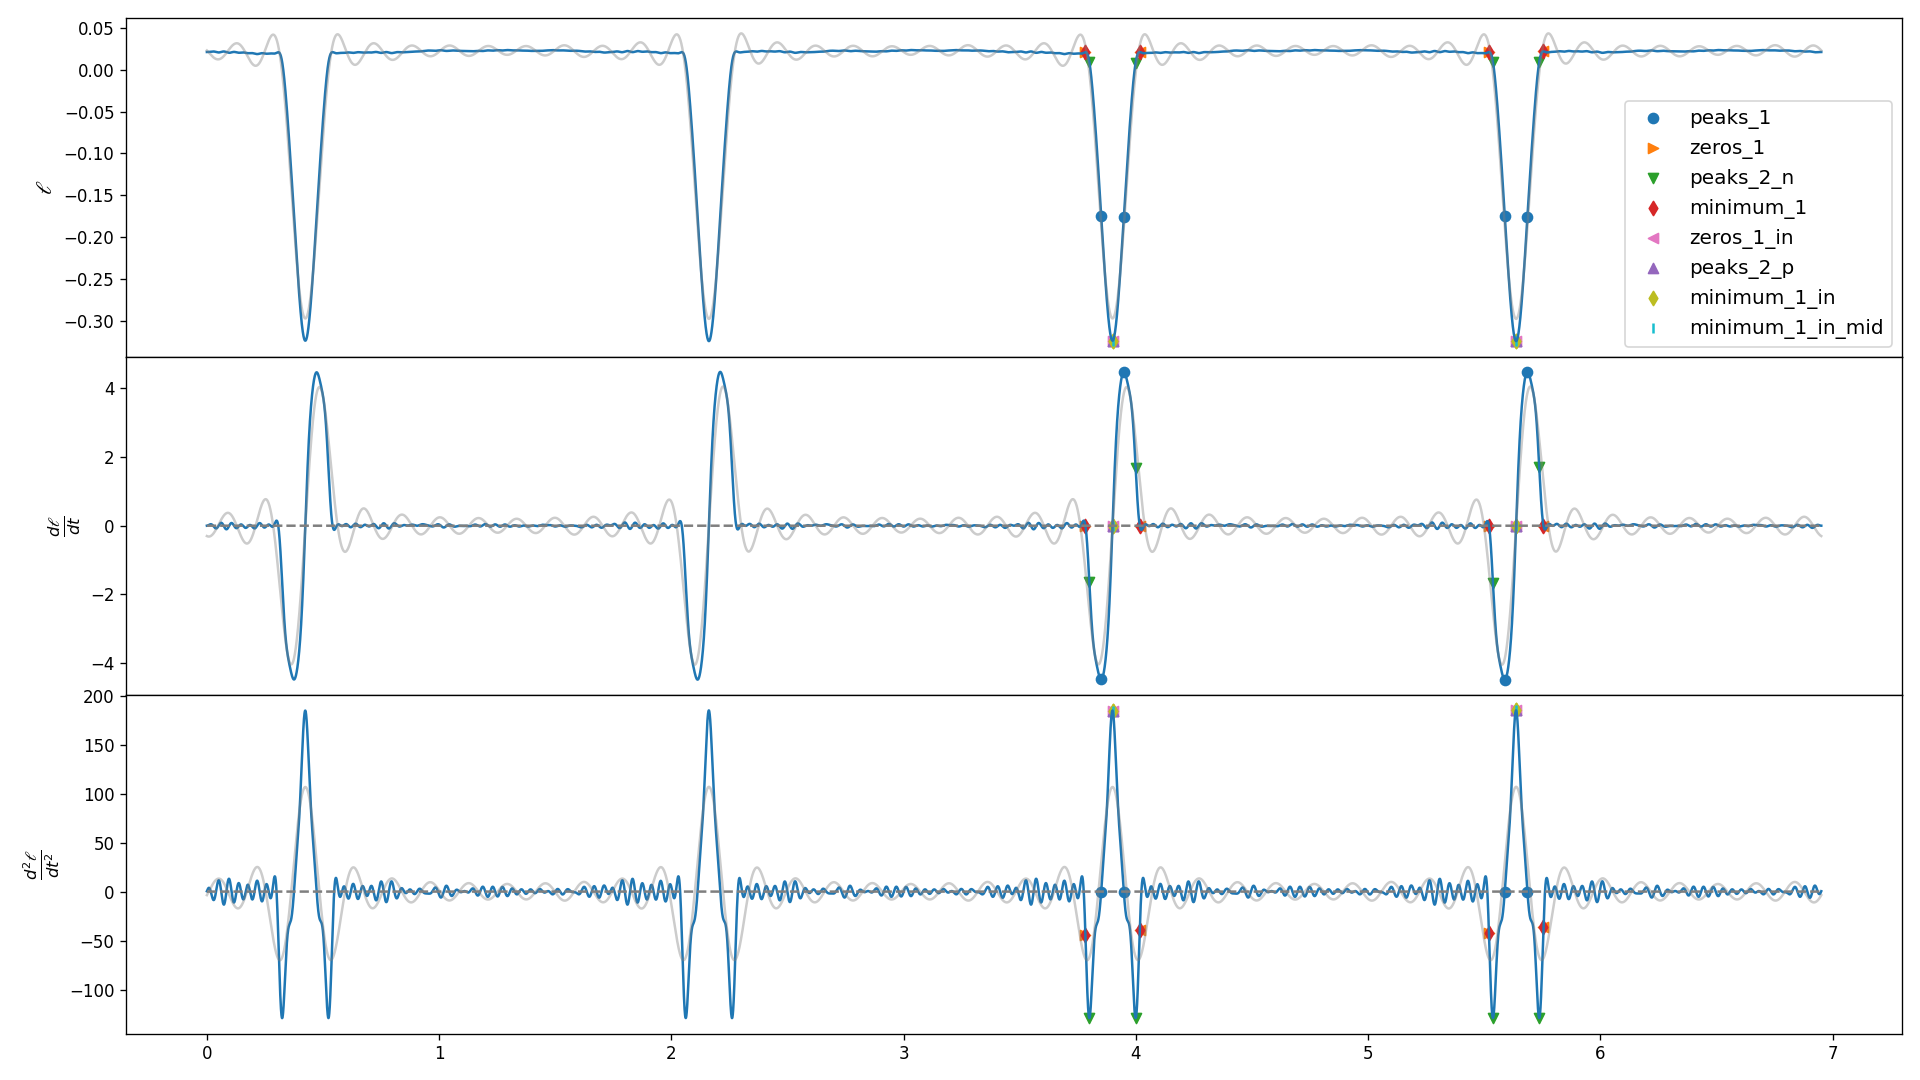 0.05
0.00
−0.05
−0.10
−0.15
−0.20
−0.25
−0.30
ℓ
peaks_1
zeros_1
peaks_2_n
minimum_1
zeros_1_in
peaks_2_p
minimum_1_in
minimum_1_in_mid
4
2
0
−2
−4
dℓ
dt
200
150
100
50
0
−50
−100
d²ℓ
dt²
0 1 2 3 4 5 6 7